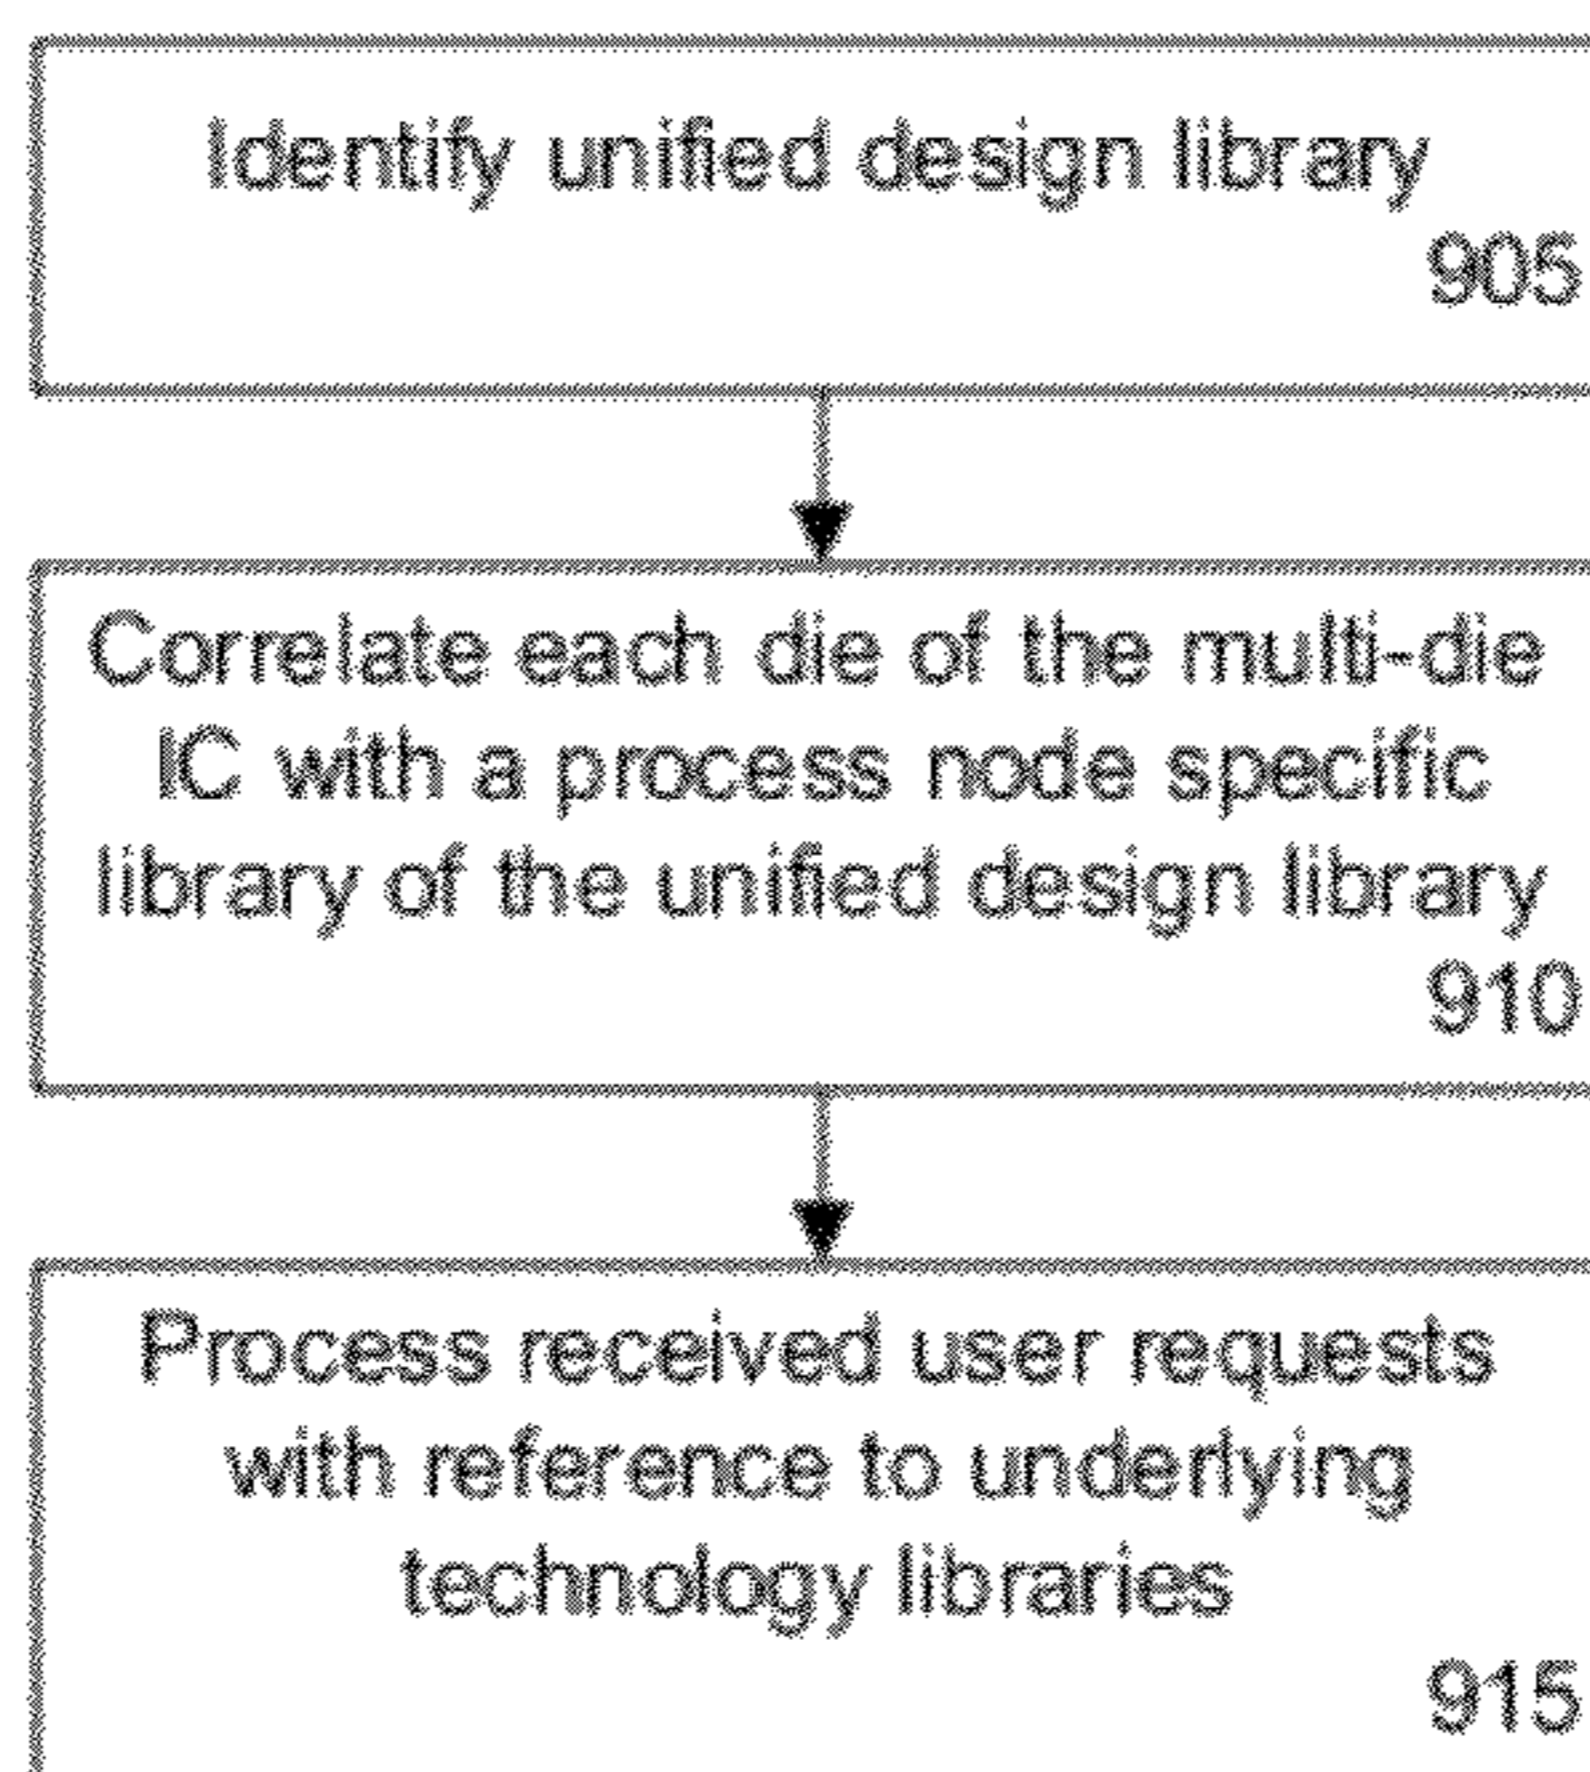 Identify unified design library
905
Correlate each die of the multi-die
IC with a process node specific
library of the unified design library
910
Process received user requests
with reference to underlying
technology libraries
915